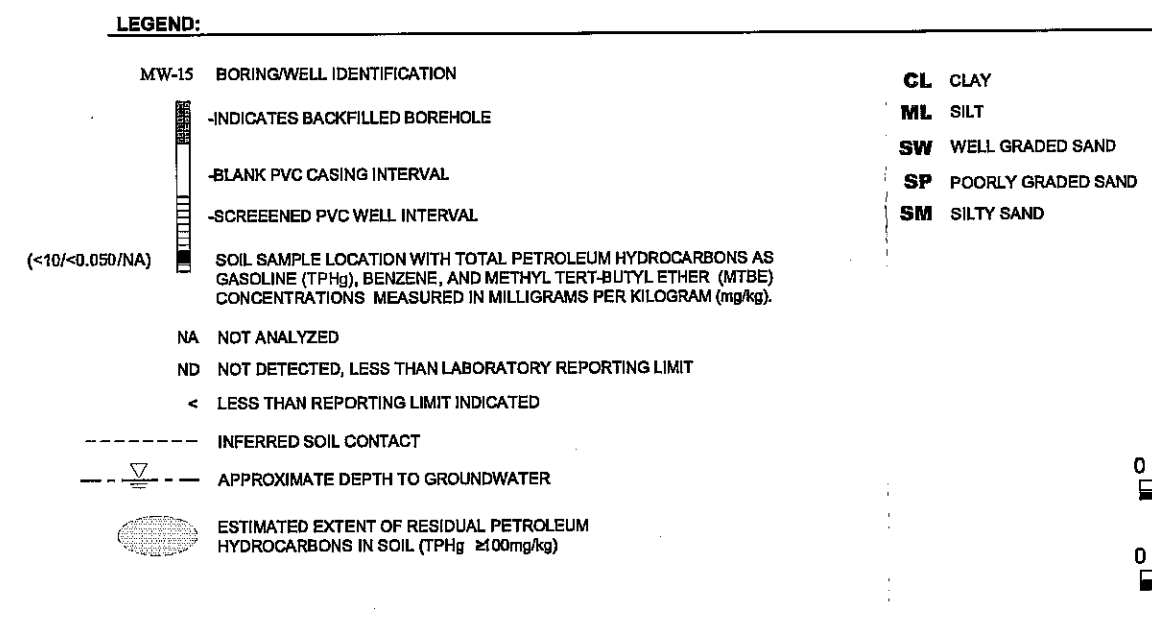 LEGEND:
MW-15 BORING/WELL IDENTIFICATION
-INDICATES BACKFILLED BOREHOLE
-BLANK PVC CASING INTERVAL
-SCREEENED PVC WELL INTERVAL
(<10/<0.050/NA) SOIL SAMPLE LOCATION WITH TOTAL PETROLEUM HYDROCARBONS AS
GASOLINE (TPHg), BENZENE, AND METHYL TERT-BUTYL ETHER (MTBE)
CONCENTRATIONS MEASURED IN MILLIGRAMS PER KILOGRAM (mg/kg).
NA NOT ANALYZED
ND NOT DETECTED, LESS THAN LABORATORY REPORTING LIMIT
< LESS THAN REPORTING LIMIT INDICATED
INFERRED SOIL CONTACT
APPROXIMATE DEPTH TO GROUNDWATER
ESTIMATED EXTENT OF RESIDUAL PETROLEUM
HYDROCARBONS IN SOIL (TPHg ≥100mg/kg)
CL CLAY
ML SILT
SW WELL GRADED SAND
SP POORLY GRADED SAND
SM SILTY SAND
0
0